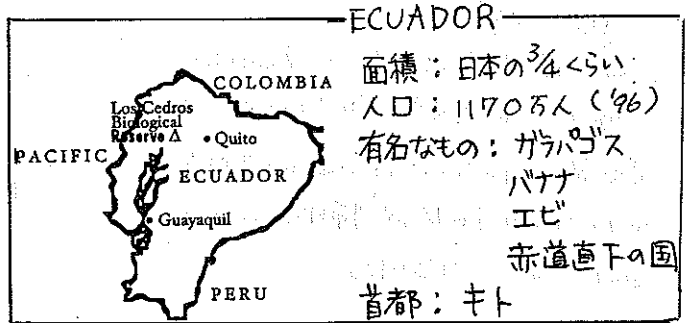 ECUADOR
面積：日本の3/4くらい
人口：1170万人（'96）
有名なもの：ガラパゴス
バナナ
エビ
赤道直下の国
首都：キト
COLOMBIA
Los Cedros
Biological
Reserve Δ
•Quito
PACIFIC
ECUADOR
•Guayaquil
PERU